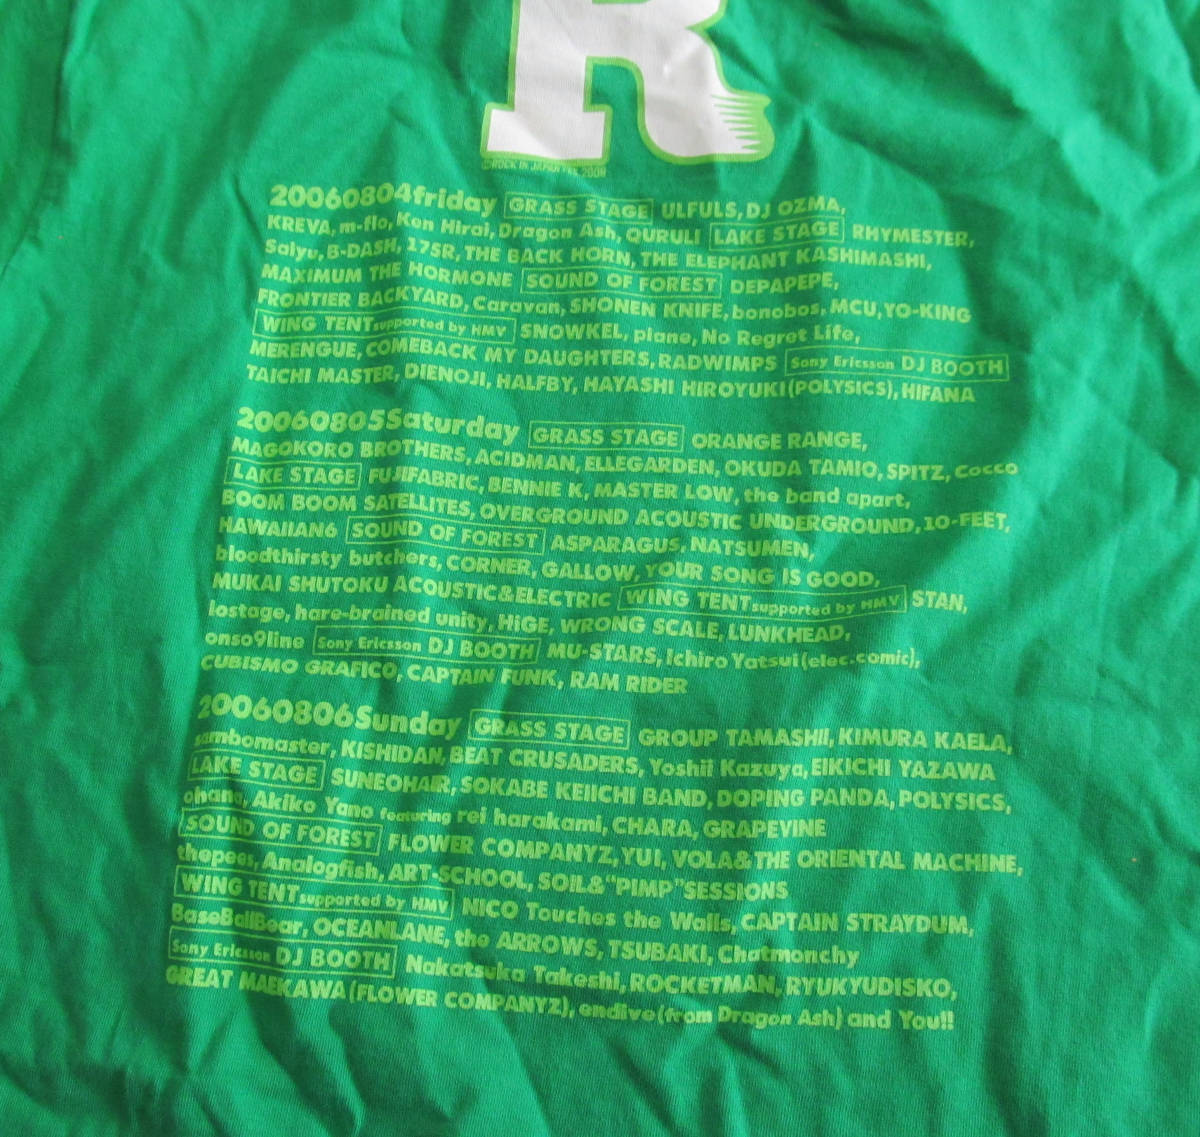 R
©ROCK IN JAPAN FES.2006
20060804friday GRASS STAGE ULFULS, DJ OZMA,
KREVA, m-flo, Ken Hirai, Dragon Ash, QURULI LAKE STAGE RHYMESTER,
Salyu, B-DASH, 175R, THE BACK HORN, THE ELEPHANT KASHIMASHI,
MAXIMUM THE HORMONE SOUND OF FOREST DEPAPEPE,
FRONTIER BACKYARD, Caravan, SHONEN KNIFE, bonobos, MCU, YO-KING
WING TENT supported by HMV SNOWKEL, plane, No Regret Life,
MERENGUE, COMEBACK MY DAUGHTERS, RADWIMPS Sony Ericsson DJ BOOTH
TAICHI MASTER, DIENOJI, HALFBY, HAYASHI HIROYUKI(POLYSICS), HIFANA
20060805Saturday GRASS STAGE ORANGE RANGE,
MAGOKORO BROTHERS, ACIDMAN, ELLEGARDEN, OKUDA TAMIO, SPITZ, Cocco
LAKE STAGE FUJIFABRIC, BENNIE K, MASTER LOW, the band apart,
BOOM BOOM SATELLITES, OVERGROUND ACOUSTIC UNDERGROUND, 10-FEET,
HAWAIIAN6 SOUND OF FOREST ASPARAGUS, NATSUMEN,
bloodthirsty butchers, CORNER, GALLOW, YOUR SONG IS GOOD,
MUKAI SHUTOKU ACOUSTIC&ELECTRIC WING TENT supported by HMV STAN,
lostage, hare-brained unity, HiGE, WRONG SCALE, LUNKHEAD,
onso9line Sony Ericsson DJ BOOTH MU-STARS, Ichiro Yatsui(elec.comic),
CUBISMO GRAFICO, CAPTAIN FUNK, RAM RIDER
20060806Sunday GRASS STAGE GROUP TAMASHII, KIMURA KAELA,
sambomaster, KISHIDAN, BEAT CRUSADERS, Yoshii Kazuya, EIKICHI YAZAWA
LAKE STAGE SUNEOHAIR, SOKABE KEIICHI BAND, DOPING PANDA, POLYSICS,
ohana, Akiko Yano featuring rei harakami, CHARA, GRAPEVINE
SOUND OF FOREST FLOWER COMPANYZ, YUI, VOLA&THE ORIENTAL MACHINE,
thepees, Analogfish, ART-SCHOOL, SOIL&"PIMP"SESSIONS
WING TENT supported by HMV NICO Touches the Walls, CAPTAIN STRAYDUM,
BaseBallBear, OCEANLANE, the ARROWS, TSUBAKI, Chatmonchy
Sony Ericsson DJ BOOTH Nakatsuka Takeshi, ROCKETMAN, RYUKYUDISKO,
GREAT MAEKAWA(FLOWER COMPANYZ), endive(from Dragon Ash) and You!!